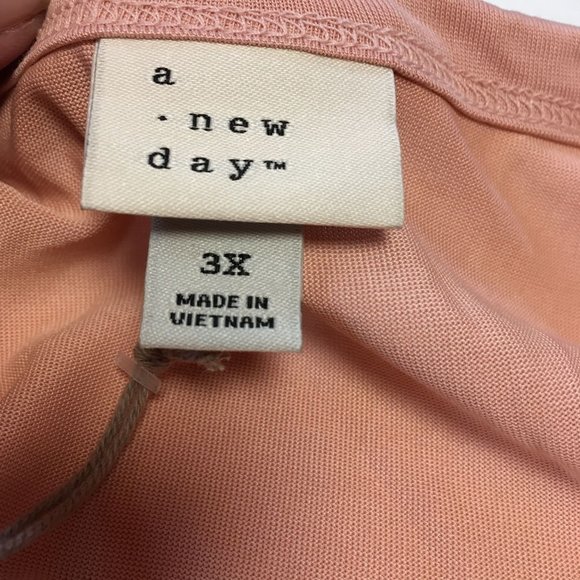 a
· new
day™
3X
MADE IN
VIETNAM